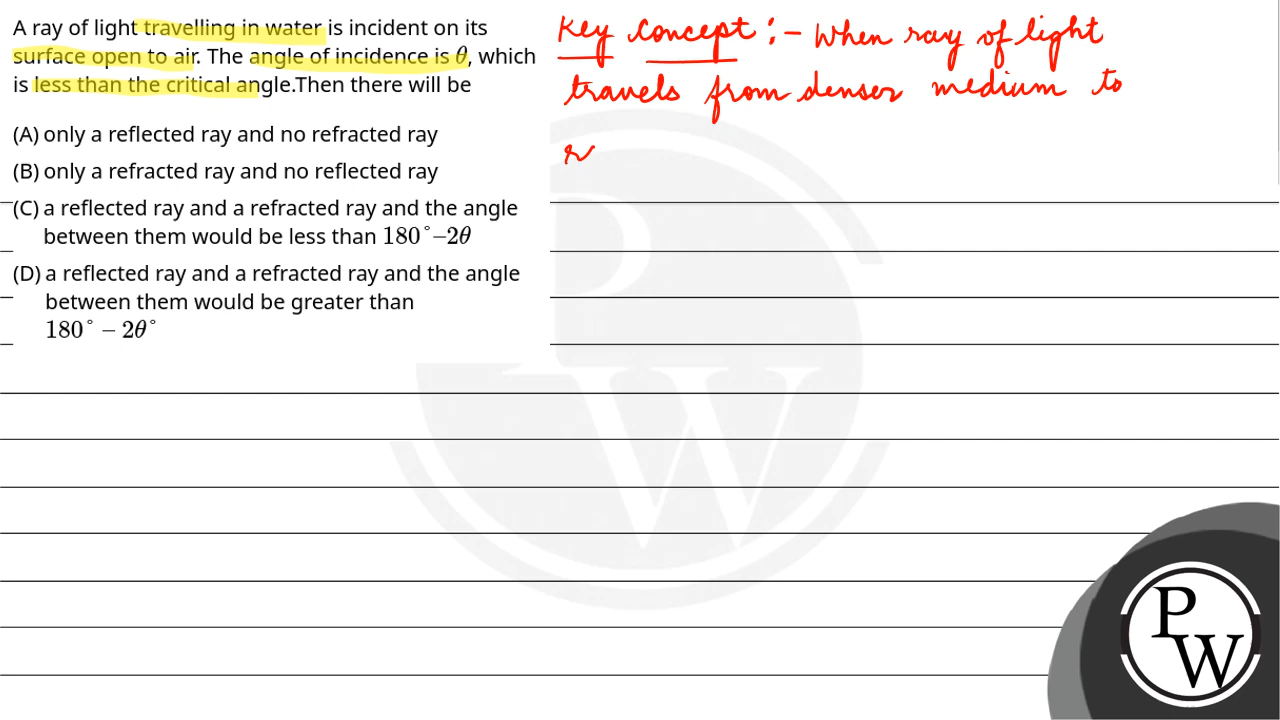 A ray of light travelling in water is incident on its
surface open to air. The angle of incidence is θ, which
is less than the critical angle.Then there will be
(A) only a reflected ray and no refracted ray
(B) only a refracted ray and no reflected ray
(C) a reflected ray and a refracted ray and the angle
between them would be less than 180°–2θ
(D) a reflected ray and a refracted ray and the angle
between them would be greater than
180° – 2θ°
Key concept :- When ray of light
travels from denser medium to
r
P
W
P
W